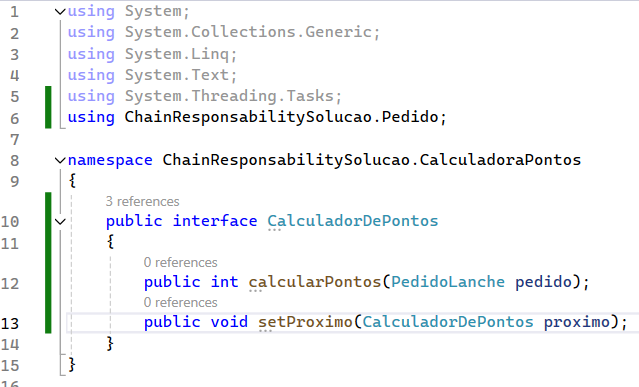 1 using System;
2 using System.Collections.Generic;
3 using System.Linq;
4 using System.Text;
5 using System.Threading.Tasks;
6 using ChainResponsabilitySolucao.Pedido;
7
8 namespace ChainResponsabilitySolucao.CalculadoraPontos
9 {
3 references
10 public interface CalculadorDePontos
11 {
0 references
12 public int calcularPontos(PedidoLanche pedido);
0 references
13 public void setProximo(CalculadorDePontos proximo);
14 }
15 }
16